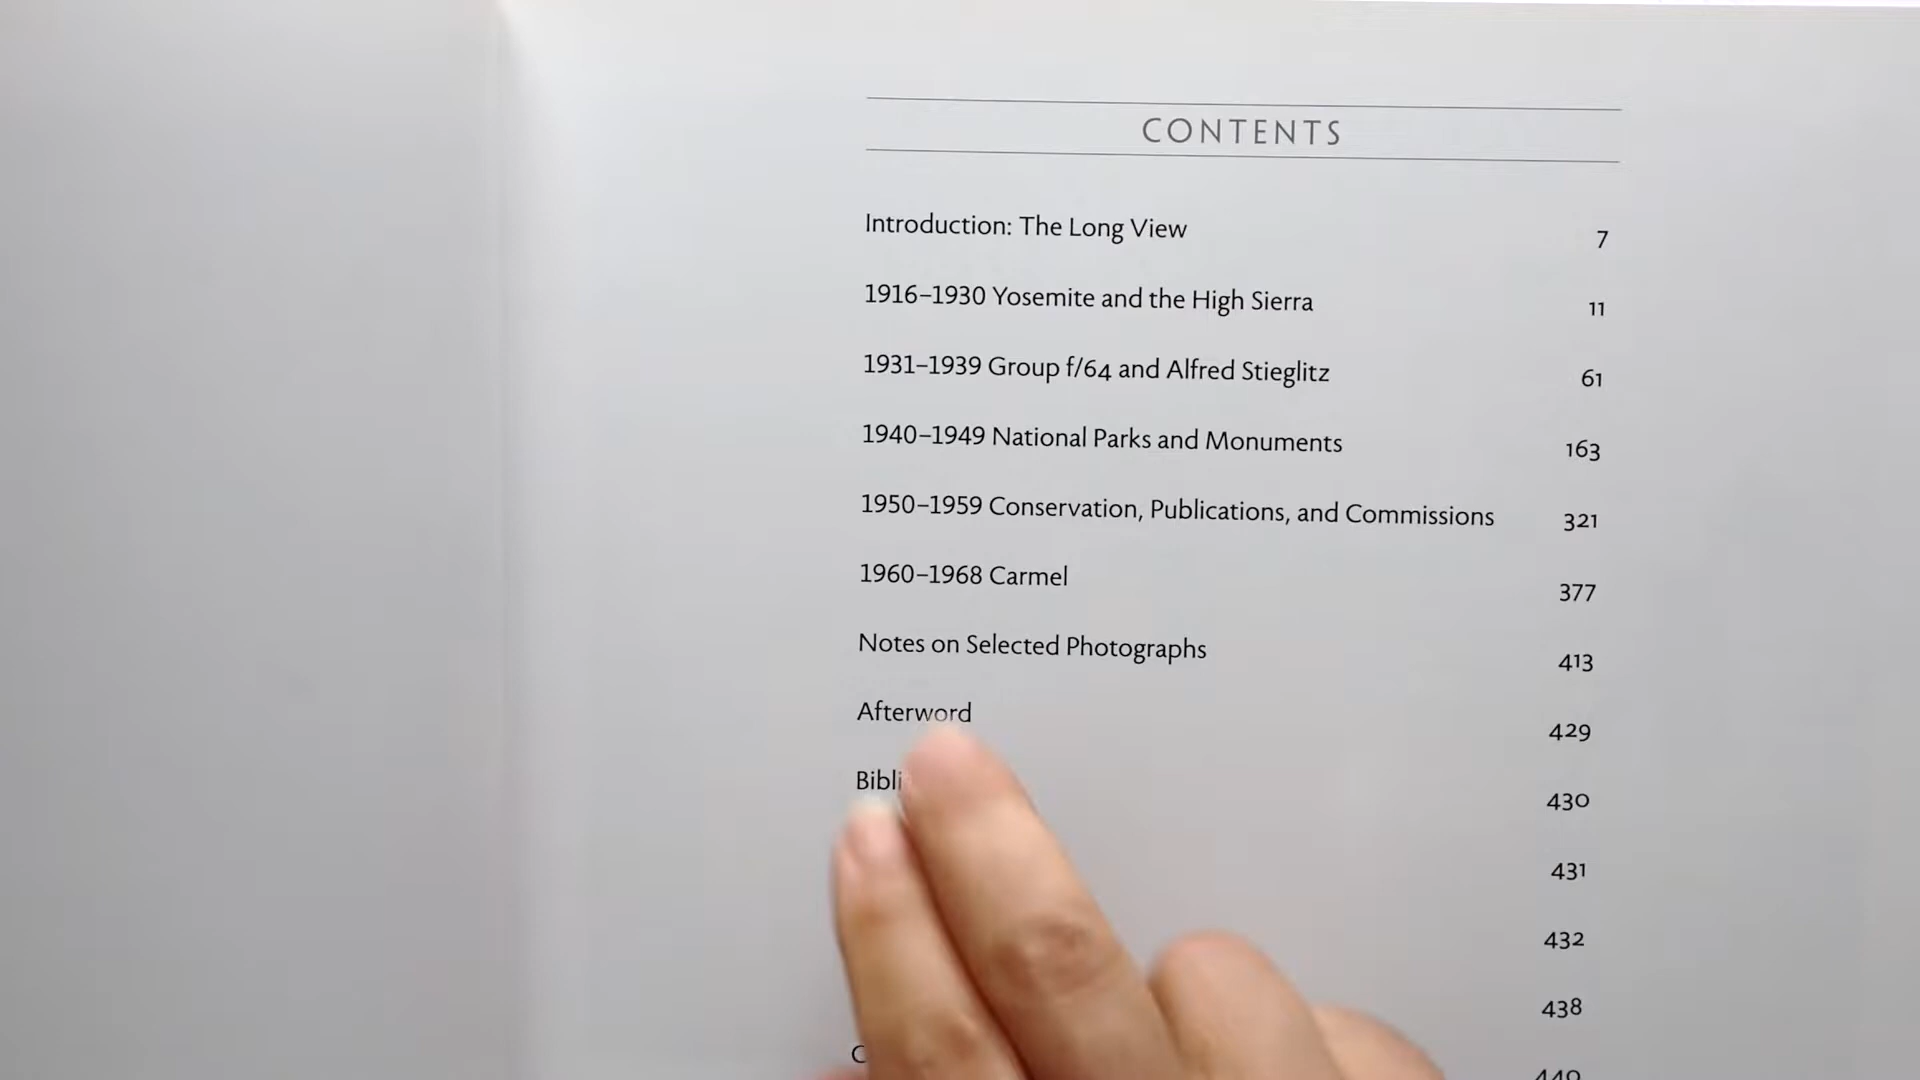 CONTENTS
Introduction: The Long View 7
1916–1930 Yosemite and the High Sierra 11
1931–1939 Group f/64 and Alfred Stieglitz 61
1940–1949 National Parks and Monuments 163
1950–1959 Conservation, Publications, and Commissions 321
1960–1968 Carmel 377
Notes on Selected Photographs 413
Afterword 429
430
431
432
438